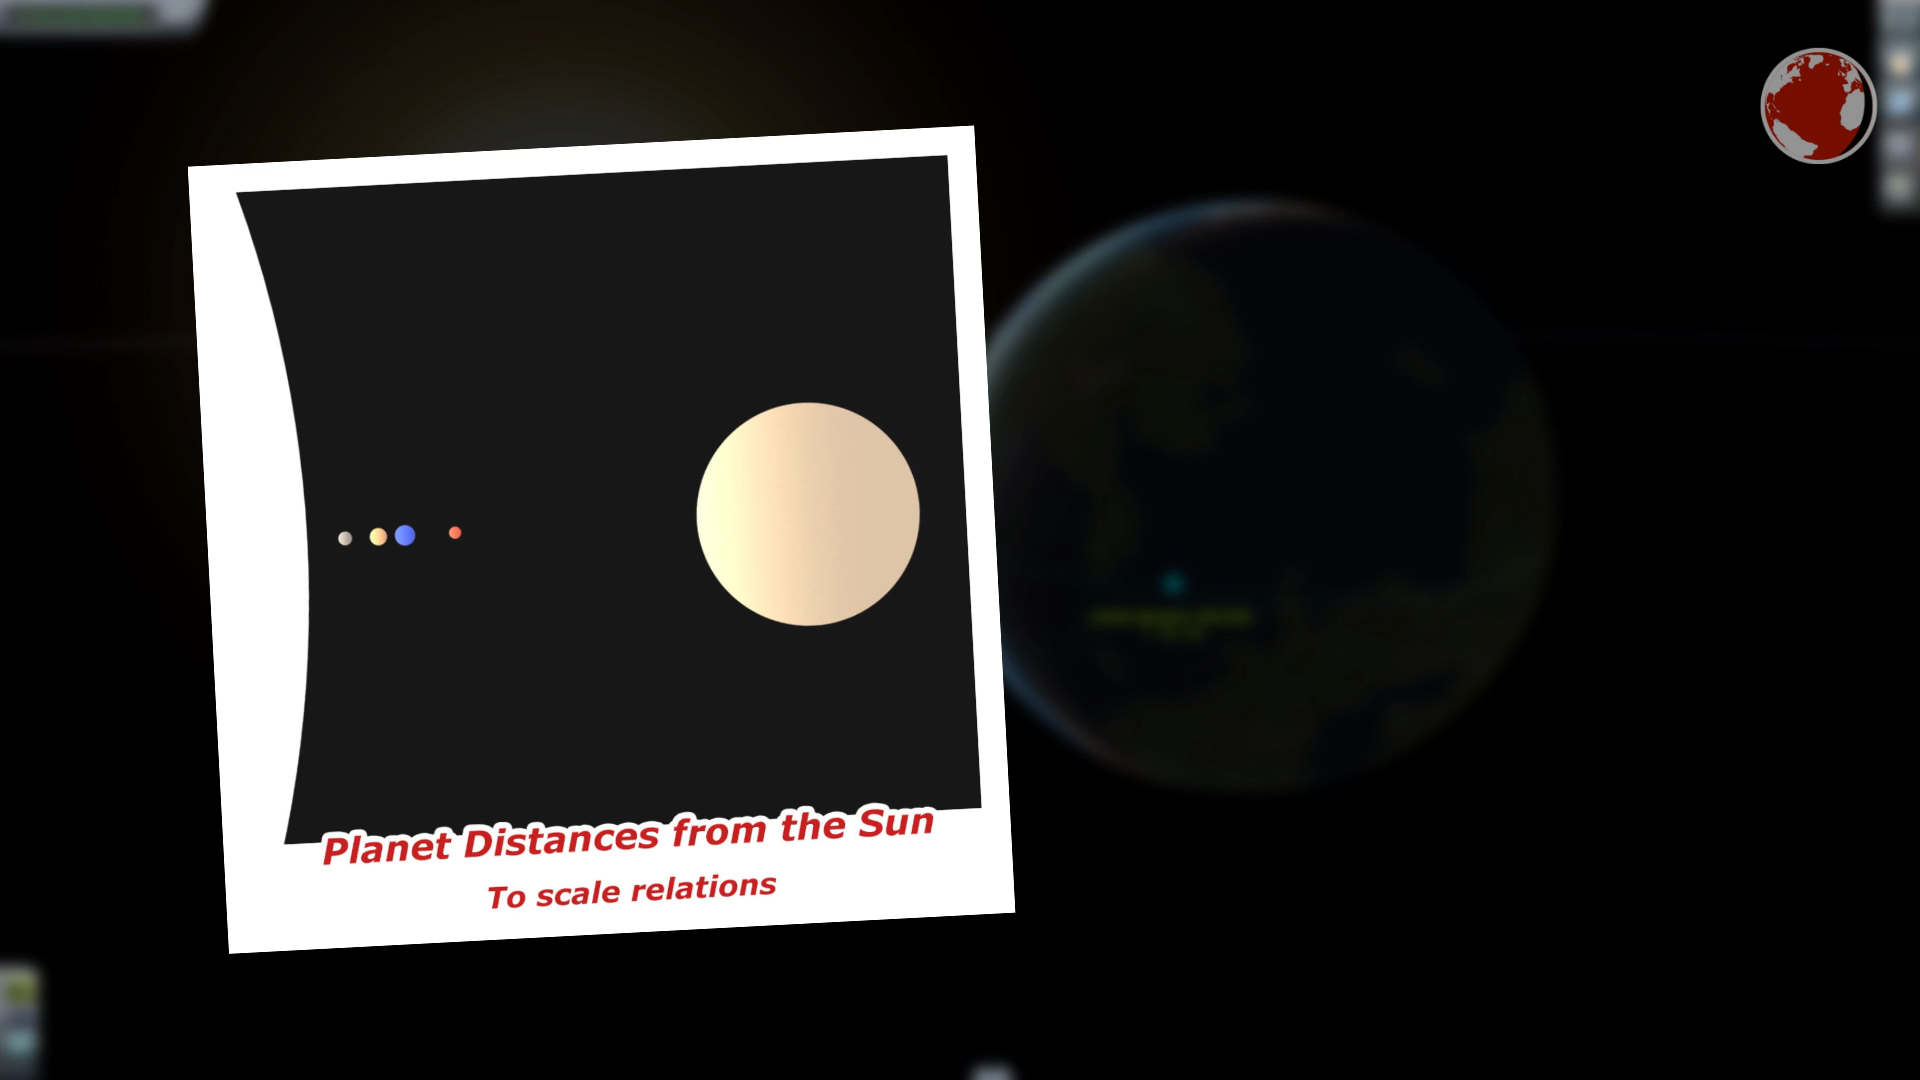 Planet Distances from the Sun
To scale relations